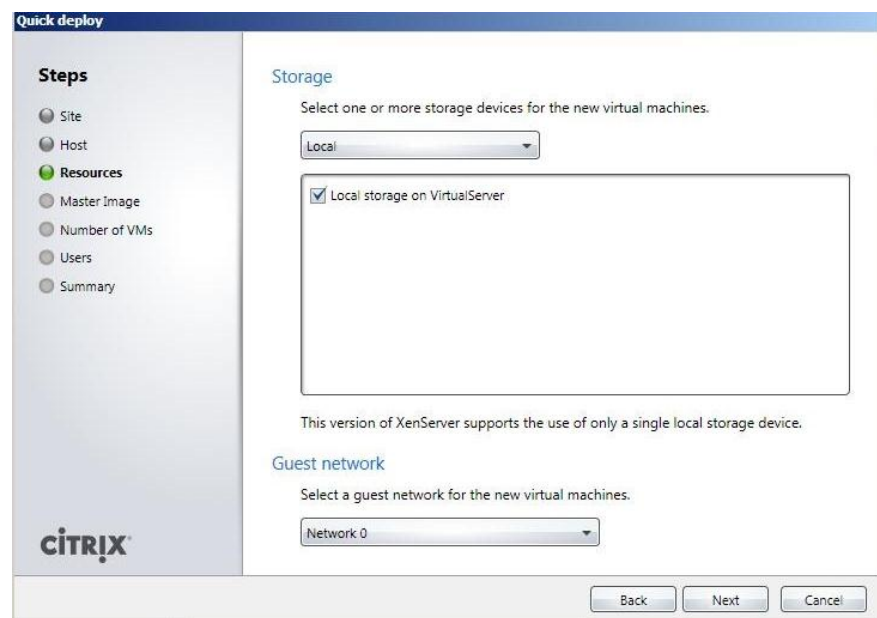 Quick deploy
Steps
Site
Host
Resources
Master Image
Number of VMs
Users
Summary
CITRIX
Storage
Select one or more storage devices for the new virtual machines.
Local
Local storage on VirtualServer
This version of XenServer supports the use of only a single local storage device.
Guest network
Select a guest network for the new virtual machines.
Network 0
Back Next Cancel